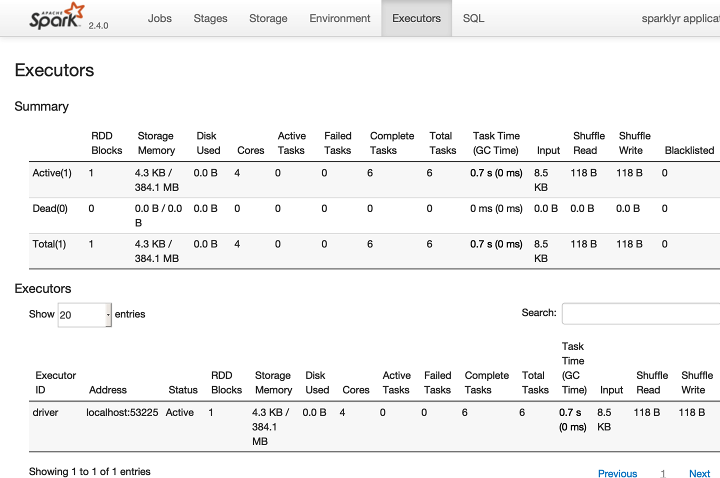 APACHE Spark 2.4.0 Jobs Stages Storage Environment Executors SQL sparklyr applicat
Executors
Summary
RDD Storage Disk Active Failed Complete Total Task Time Shuffle Shuffle
Blocks Memory Used Cores Tasks Tasks Tasks Tasks (GC Time) Input Read Write Blacklisted
Active(1) 1 4.3 KB / 0.0 B 4 0 0 6 6 0.7 s (0 ms) 8.5 118 B 118 B 0
384.1 MB KB
Dead(0) 0 0.0 B / 0.0 0.0 B 0 0 0 0 0 0 ms (0 ms) 0.0 B 0.0 B 0.0 B 0
B
Total(1) 1 4.3 KB / 0.0 B 4 0 0 6 6 0.7 s (0 ms) 8.5 118 B 118 B 0
384.1 MB KB
Executors
Show 20 entries Search:
Task
Time
Executor RDD Storage Disk Active Failed Complete Total (GC Shuffle Shuffle
ID Address Status Blocks Memory Used Cores Tasks Tasks Tasks Tasks Time) Input Read Write
driver localhost:53225 Active 1 4.3 KB / 0.0 B 4 0 0 6 6 0.7 s 8.5 118 B 118 B
384.1 (0 ms) KB
MB
Showing 1 to 1 of 1 entries Previous 1 Next